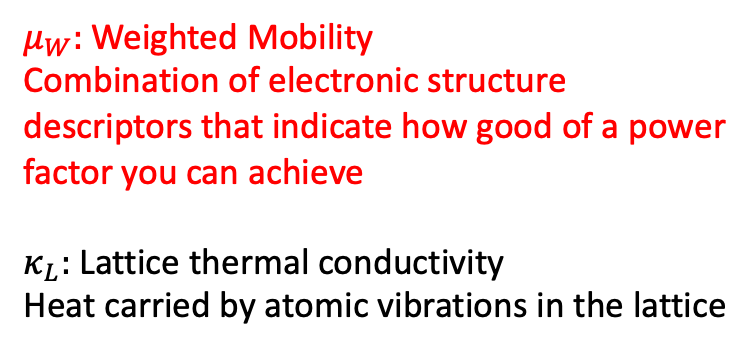 μ_W: Weighted Mobility
Combination of electronic structure
descriptors that indicate how good of a power
factor you can achieve
κ_L: Lattice thermal conductivity
Heat carried by atomic vibrations in the lattice